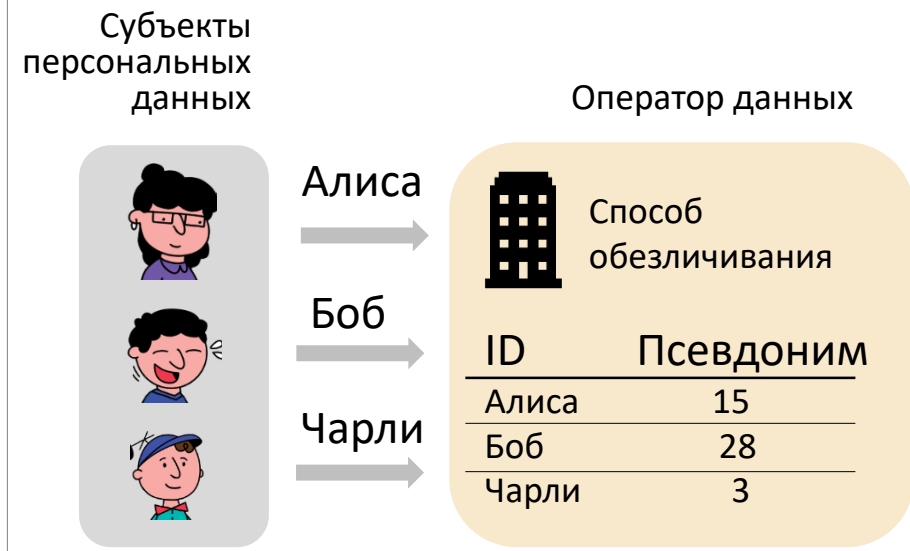 Субъекты
персональных
данных
Оператор данных
Алиса
Боб
Чарли
Способ
обезличивания
ID Псевдоним
Алиса 15
Боб 28
Чарли 3